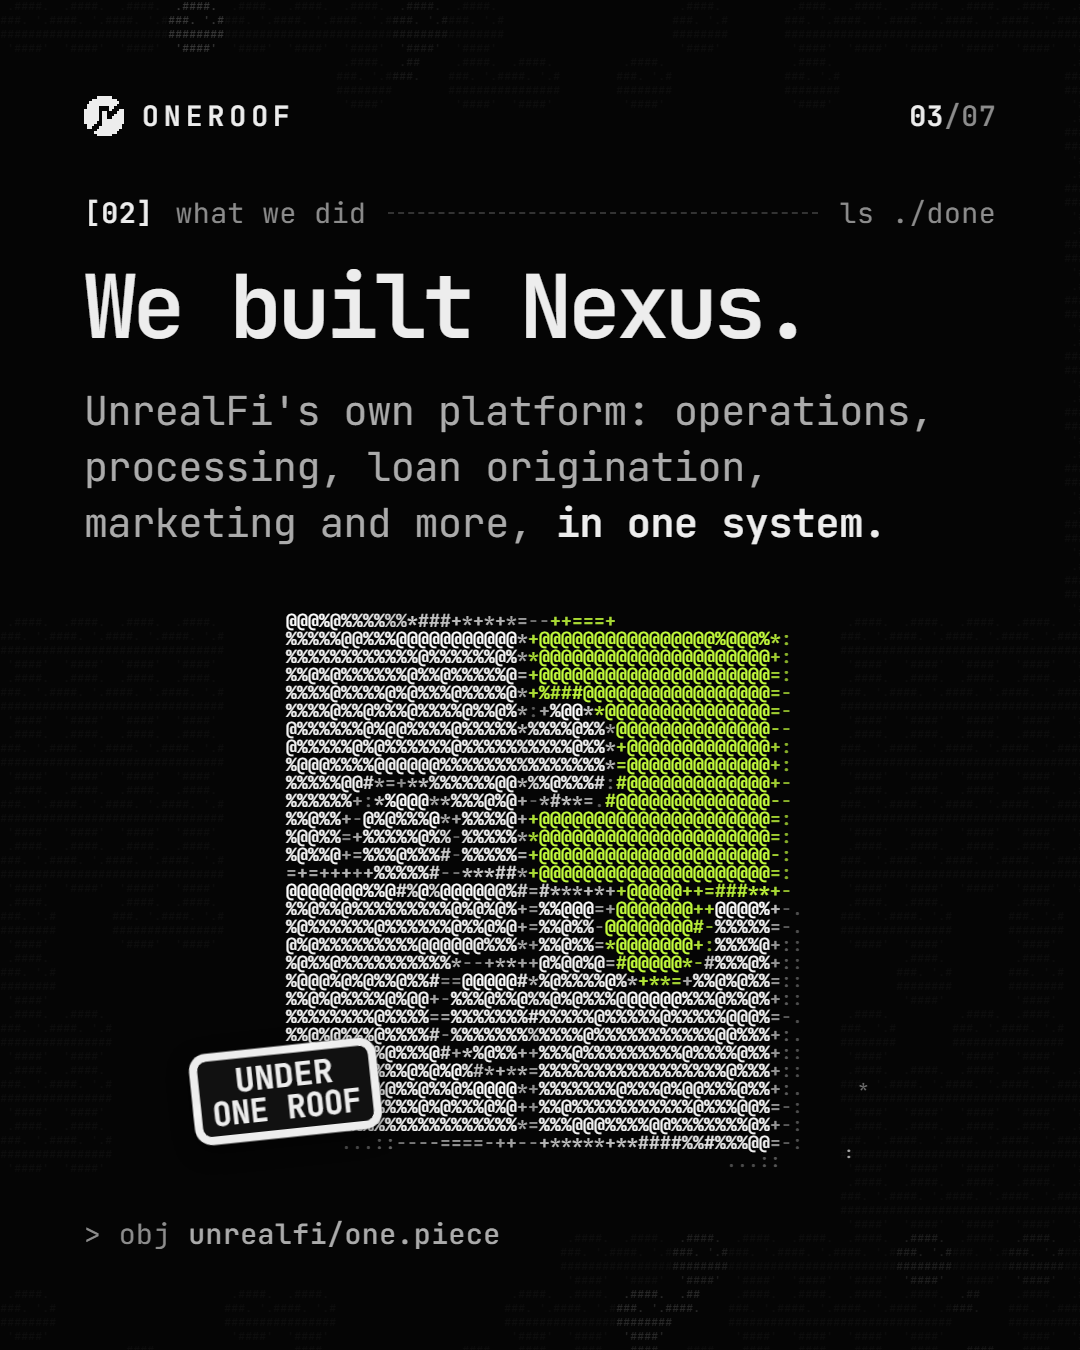 ONEROOF
03/07
[02] what we did
ls ./done
We built Nexus.
UnrealFi's own platform: operations,
processing, loan origination,
marketing and more, in one system.
UNDER
ONE ROOF
> obj unrealfi/one.piece